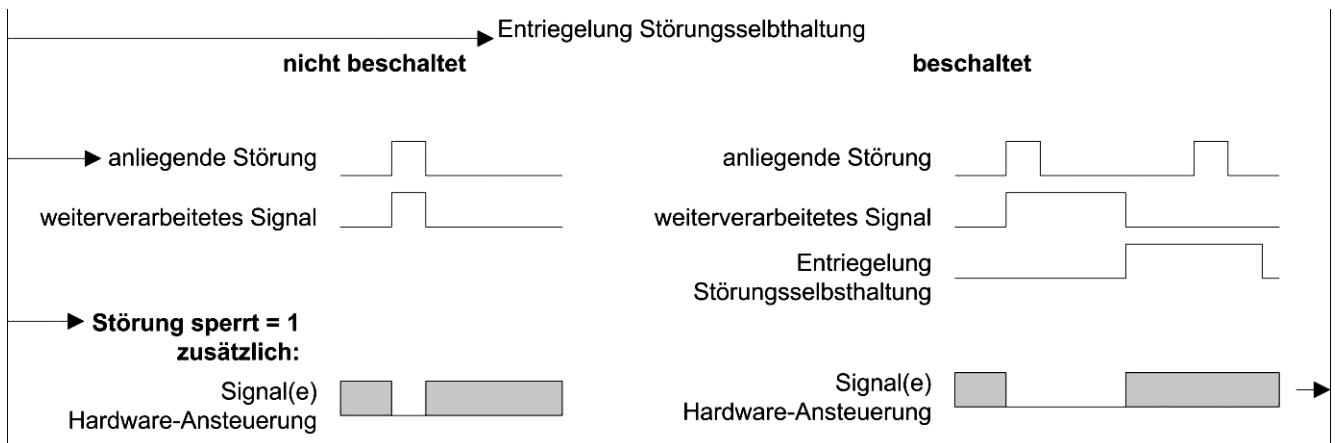 Entriegelung Störungsselbthaltung
nicht beschaltet
beschaltet
anliegende Störung
anliegende Störung
weiterverarbeitetes Signal
weiterverarbeitetes Signal
Entriegelung
Störungsselbsthaltung
Störung sperrt = 1
zusätzlich:
Signal(e)
Hardware-Ansteuerung
Signal(e)
Hardware-Ansteuerung